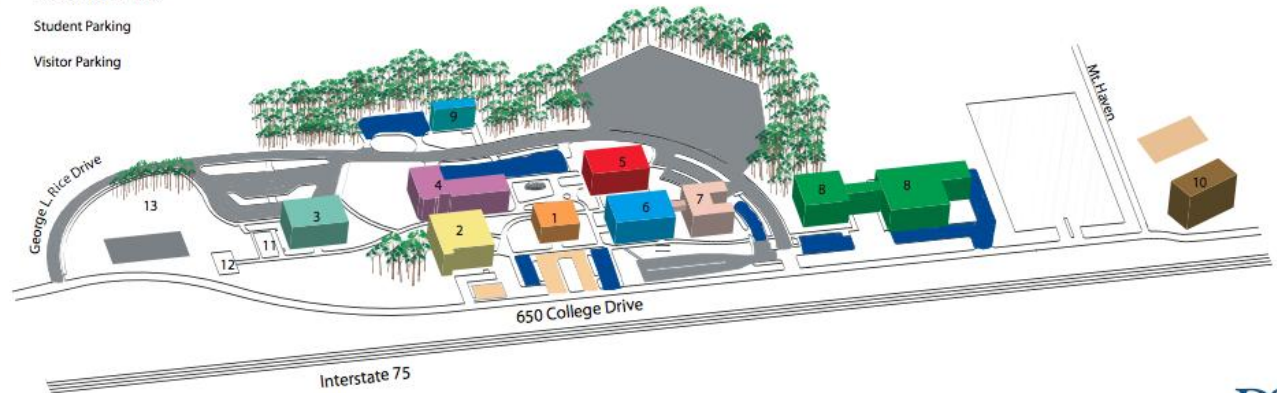 Student Parking
Visitor Parking
Mt.Haven
George L. Rice Drive
9
5
4
8
8
10
7
13
3
6
1
2
11
12
650 College Drive
Interstate 75